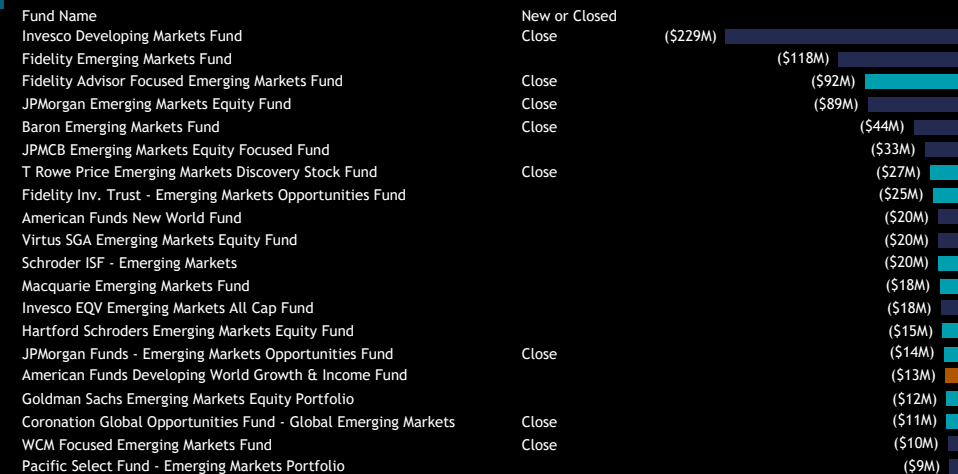 Fund Name New or Closed
Invesco Developing Markets Fund Close ($229M)
Fidelity Emerging Markets Fund ($118M)
Fidelity Advisor Focused Emerging Markets Fund Close ($92M)
JPMorgan Emerging Markets Equity Fund Close ($89M)
Baron Emerging Markets Fund Close ($44M)
JPMCB Emerging Markets Equity Focused Fund ($33M)
T Rowe Price Emerging Markets Discovery Stock Fund Close ($27M)
Fidelity Inv. Trust - Emerging Markets Opportunities Fund ($25M)
American Funds New World Fund ($20M)
Virtus SGA Emerging Markets Equity Fund ($20M)
Schroder ISF - Emerging Markets ($20M)
Macquarie Emerging Markets Fund ($18M)
Invesco EQV Emerging Markets All Cap Fund ($18M)
Hartford Schroders Emerging Markets Equity Fund ($15M)
JPMorgan Funds - Emerging Markets Opportunities Fund Close ($14M)
American Funds Developing World Growth & Income Fund ($13M)
Goldman Sachs Emerging Markets Equity Portfolio ($12M)
Coronation Global Opportunities Fund - Global Emerging Markets Close ($11M)
WCM Focused Emerging Markets Fund Close ($10M)
Pacific Select Fund - Emerging Markets Portfolio ($9M)